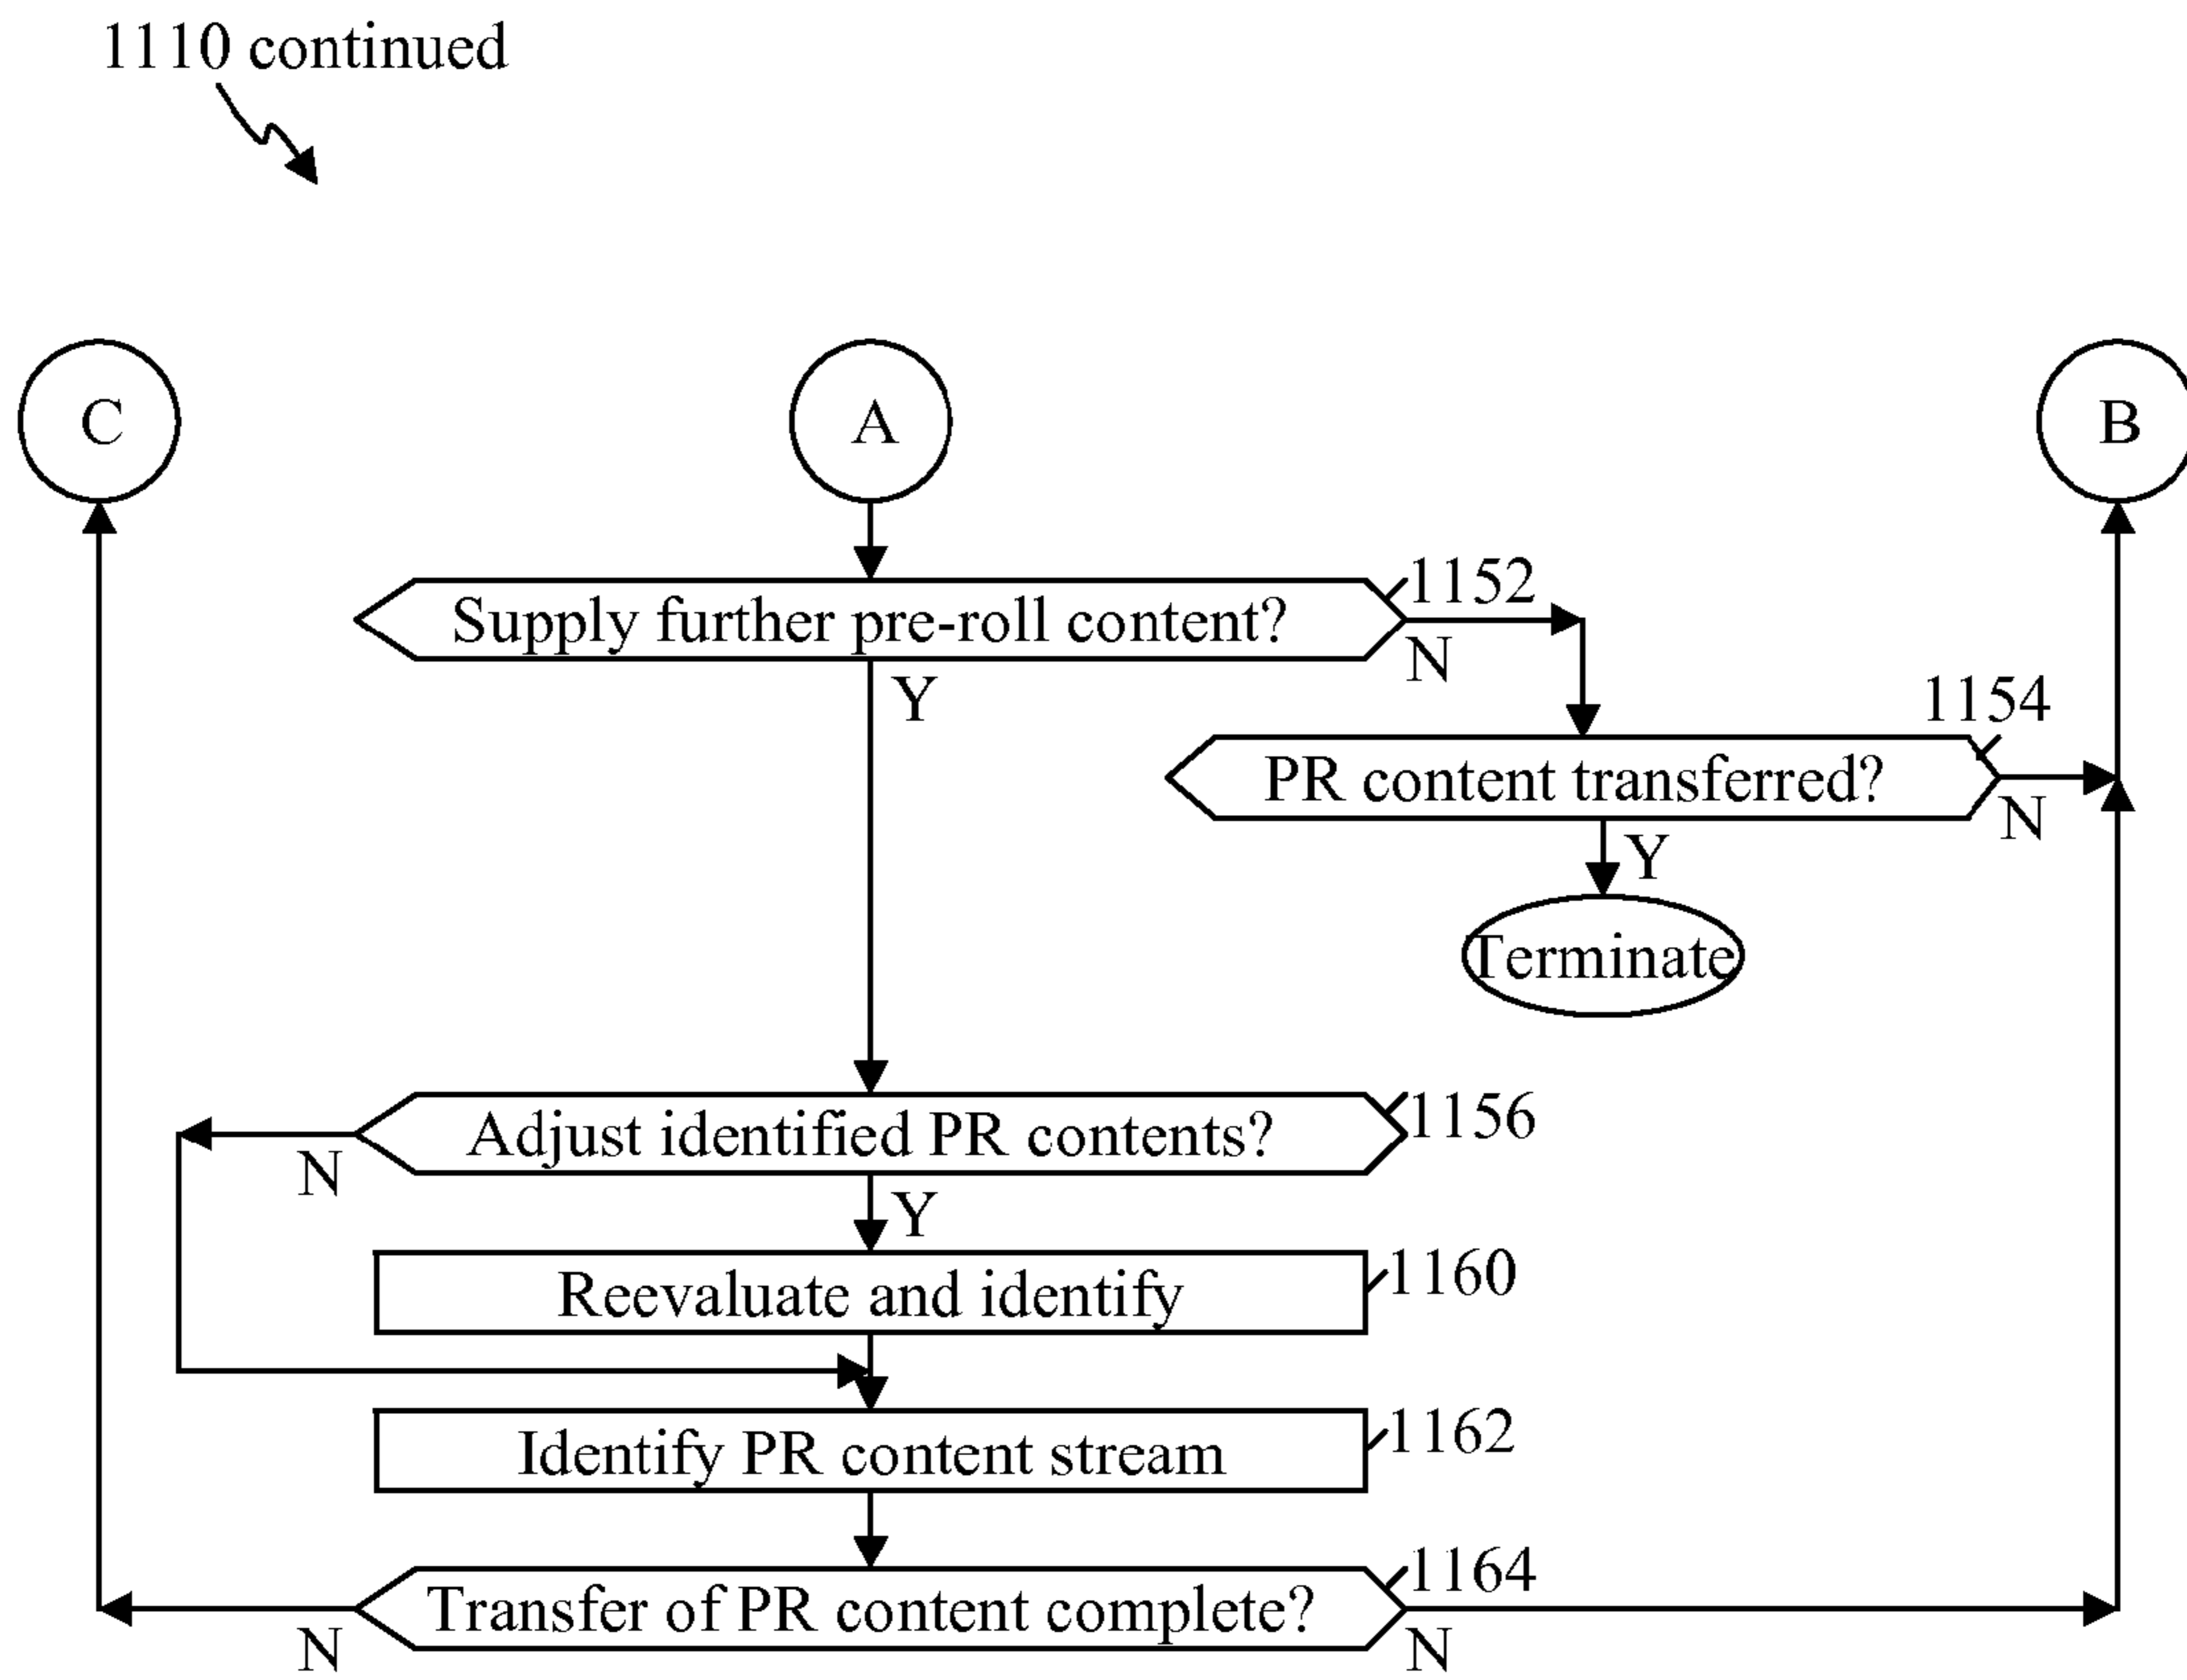 1110 continued
C
A
B
1152
Supply further pre-roll content?
N
Y
1154
PR content transferred?
N
Y
Terminate
Adjust identified PR contents?
1156
N
Y
Reevaluate and identify
1160
Identify PR content stream
1162
Transfer of PR content complete?
1164
N
N